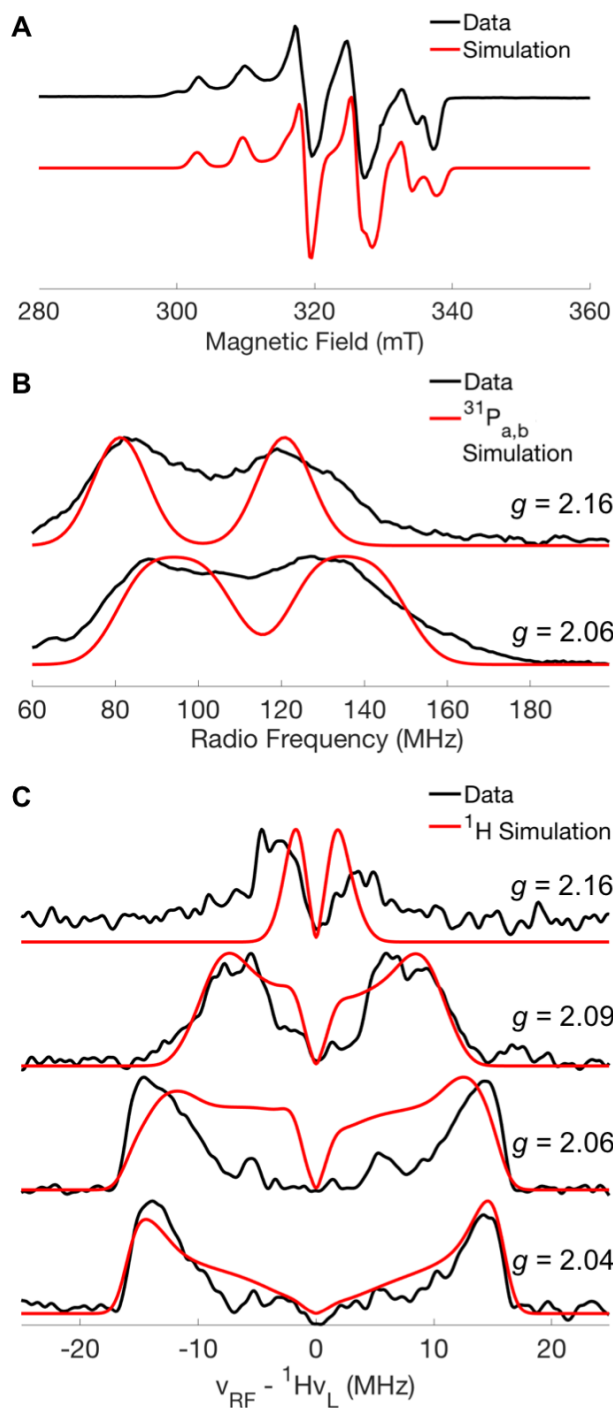 A
Data
Simulation
280 300 320 340 360
Magnetic Field (mT)
B
Data
³¹Pₐ,b
Simulation
g = 2.16
g = 2.06
60 80 100 120 140 160 180
Radio Frequency (MHz)
C
Data
¹H Simulation
g = 2.16
g = 2.09
g = 2.06
g = 2.04
-20 -10 0 10 20
νRF - ¹HνL (MHz)